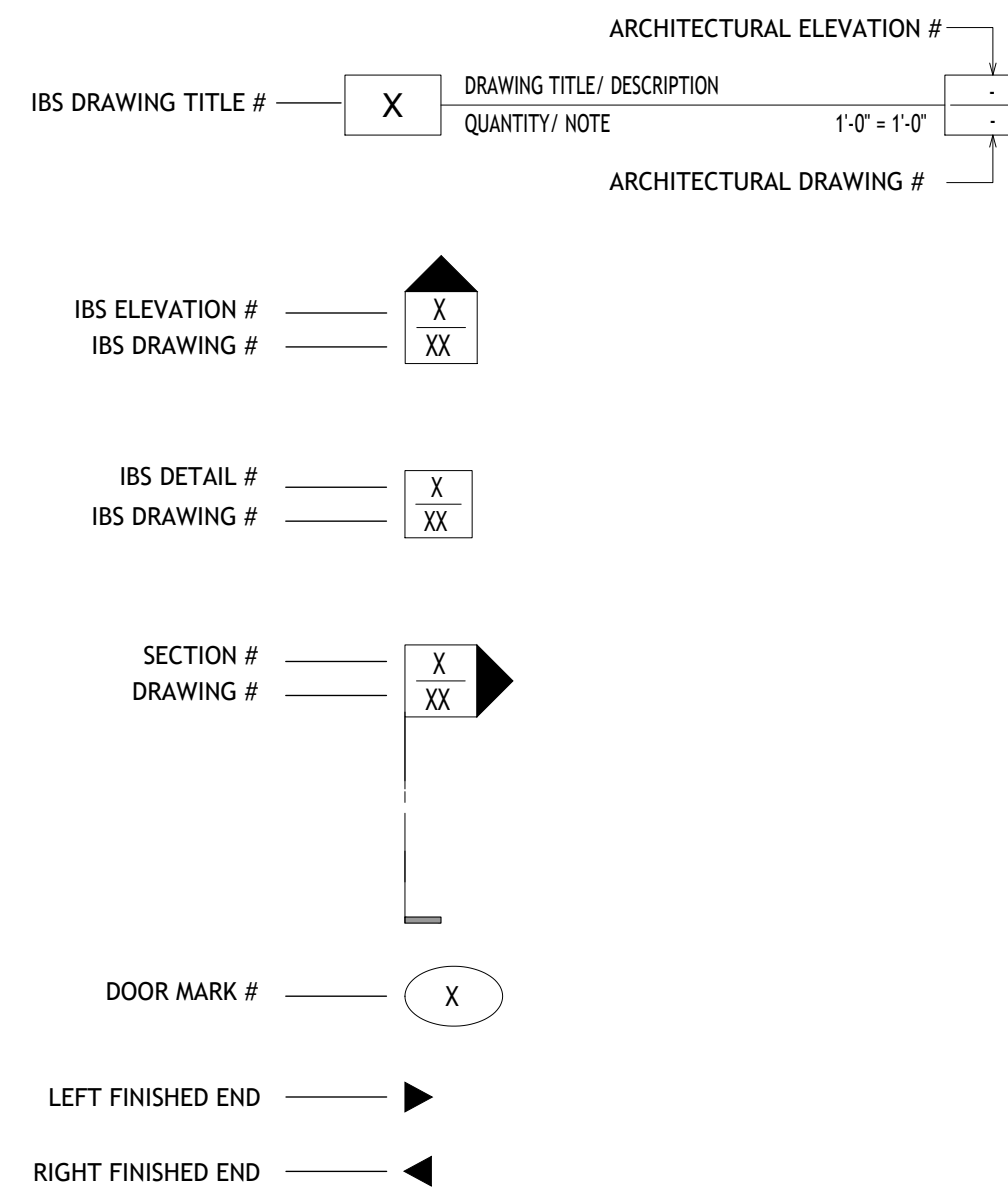 ARCHITECTURAL ELEVATION #
IBS DRAWING TITLE #
X
DRAWING TITLE/ DESCRIPTION
-
QUANTITY/ NOTE
1'-0" = 1'-0"
-
ARCHITECTURAL DRAWING #
IBS ELEVATION #
X
IBS DRAWING #
XX
IBS DETAIL #
X
IBS DRAWING #
XX
SECTION #
X
DRAWING #
XX
DOOR MARK #
X
LEFT FINISHED END
RIGHT FINISHED END